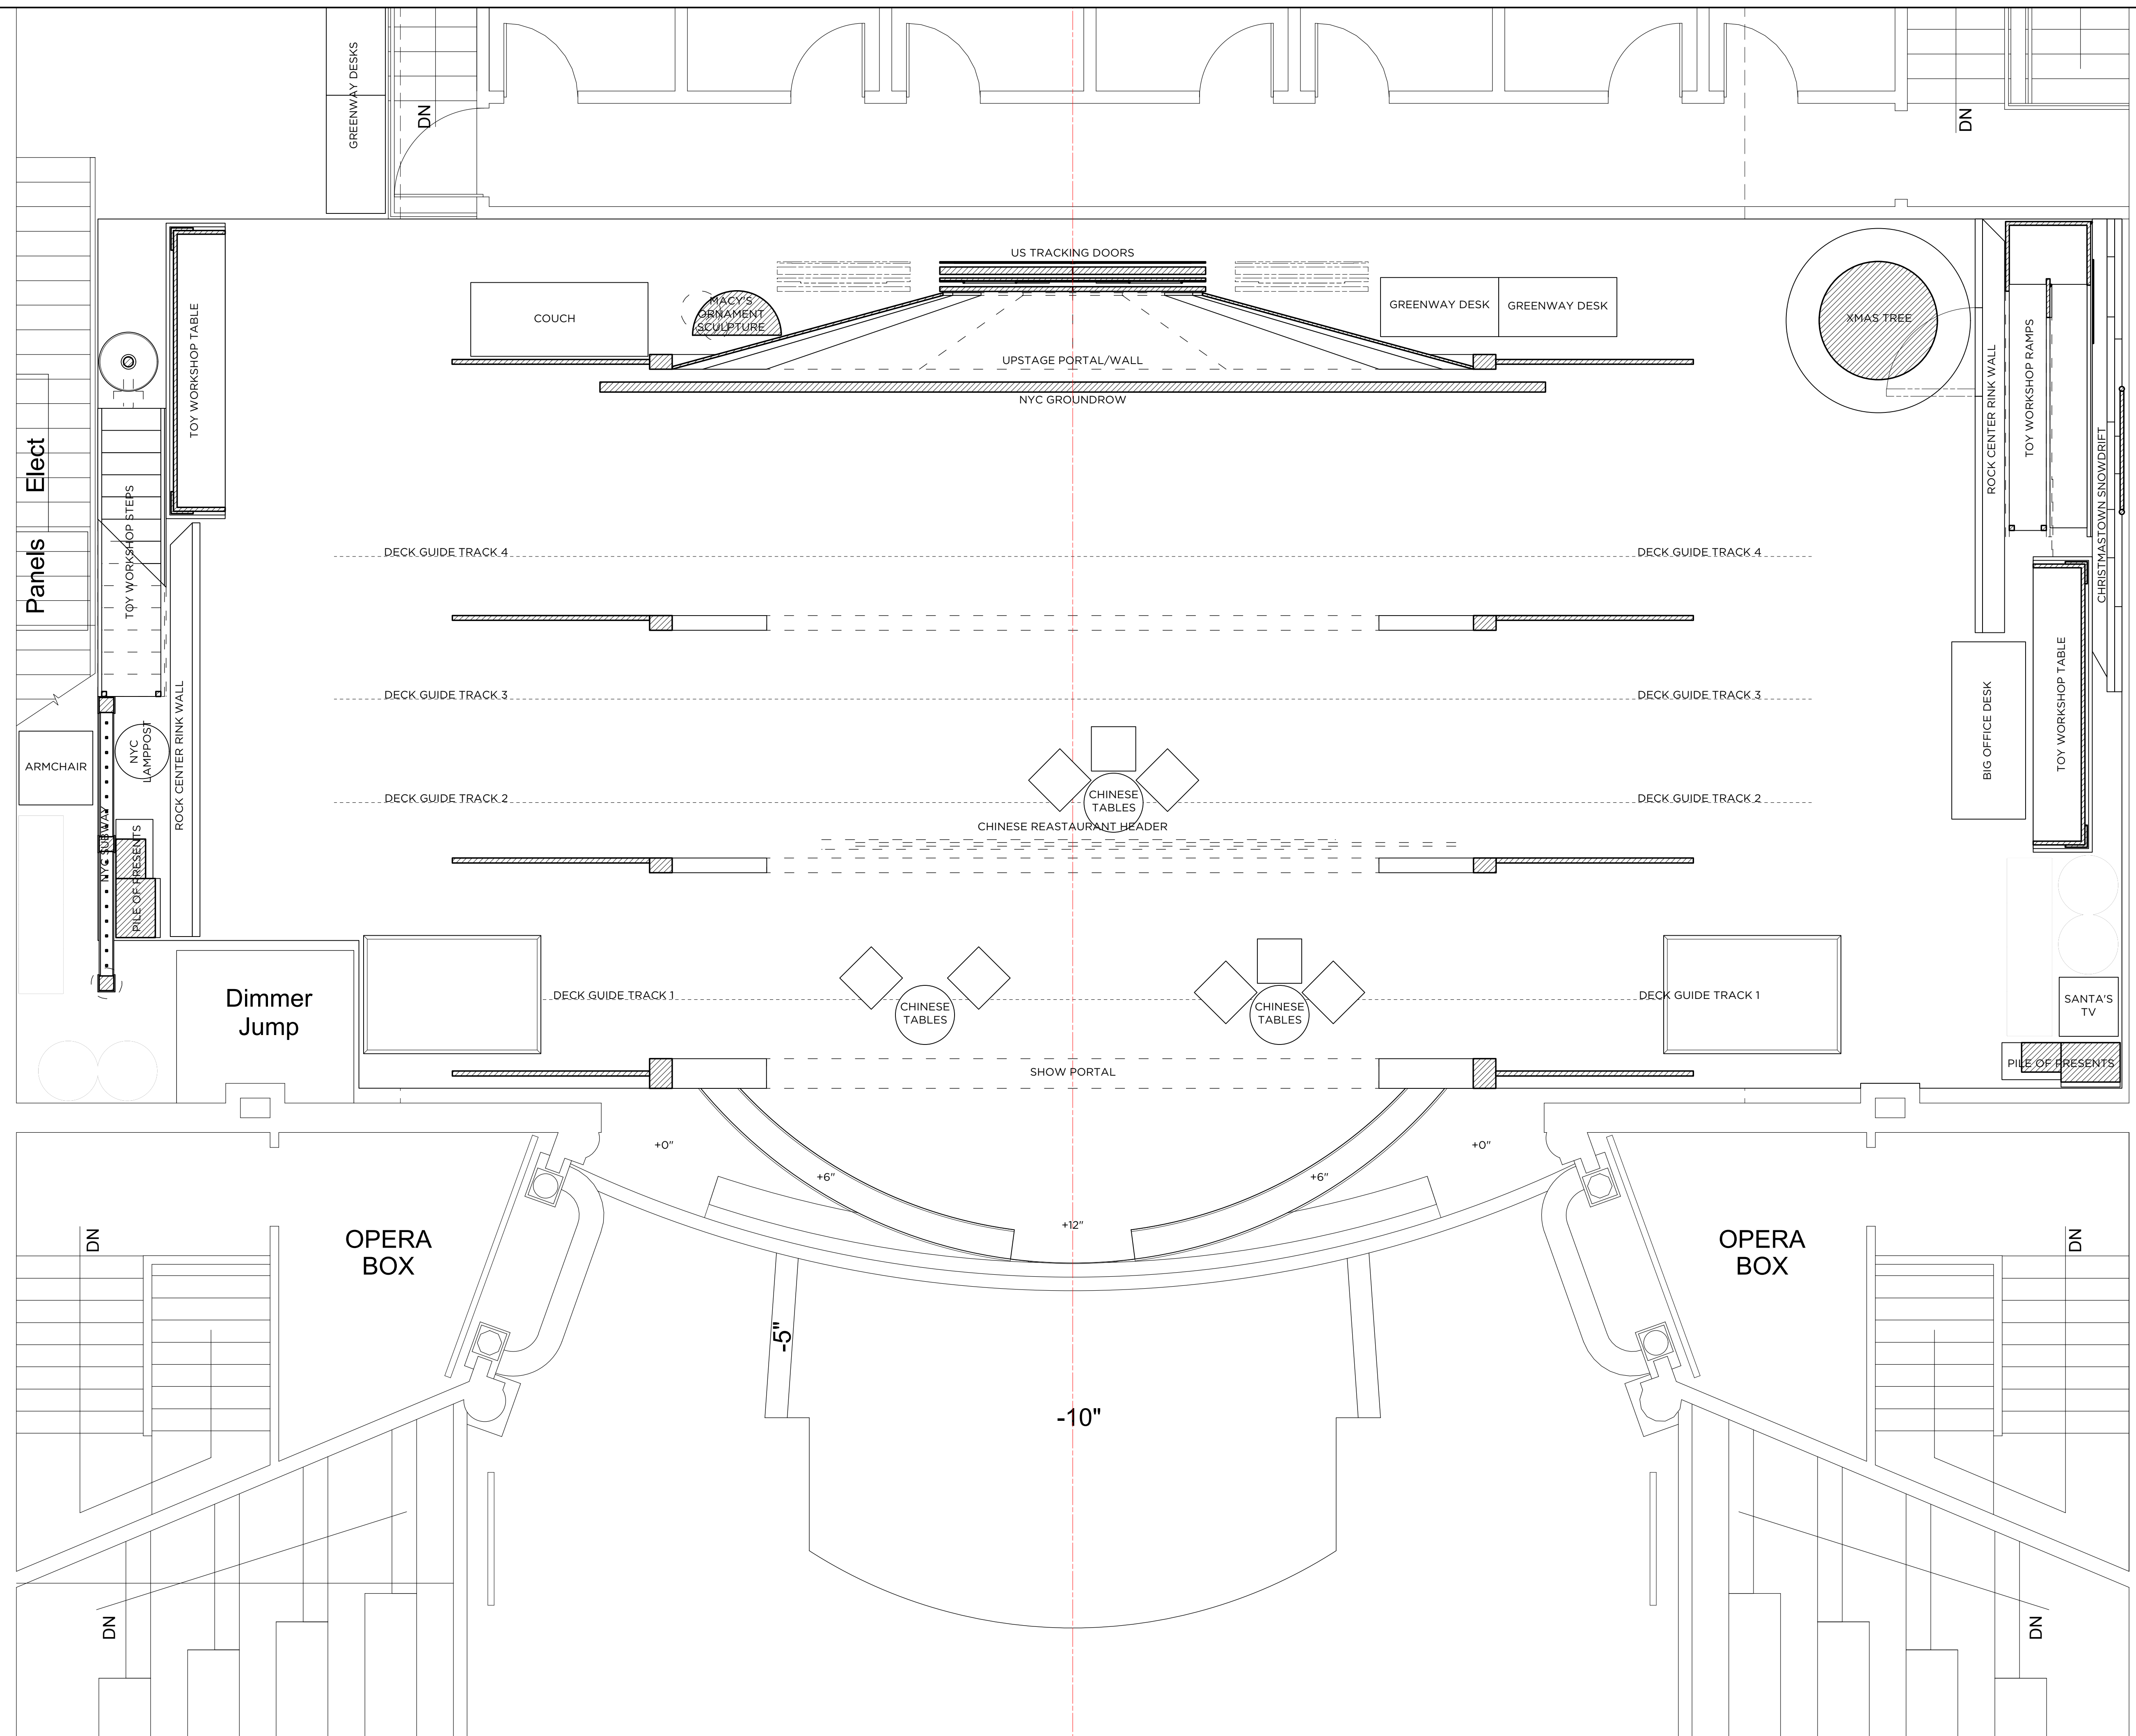 GREENWAY DESKS
DN
DN
US TRACKING DOORS
MACY'S
ORNAMENT
SCULPTURE
COUCH
GREENWAY DESK
GREENWAY DESK
XMAS TREE
UPSTAGE PORTAL/WALL
NYC GROUNDROW
TOY WORKSHOP TABLE
TOY WORKSHOP STEPS
Elect
Panels
ROCK CENTER RINK WALL
TOY WORKSHOP RAMPS
CHRISTMASTOWN SNOWDRIFT
DECK GUIDE TRACK 4
DECK GUIDE TRACK 4
DECK GUIDE TRACK 3
DECK GUIDE TRACK 3
ARMCHAIR
NYC
LAMPPOST
ROCK CENTER RINK WALL
BIG OFFICE DESK
TOY WORKSHOP TABLE
DECK GUIDE TRACK 2
CHINESE
TABLES
DECK GUIDE TRACK 2
CHINESE REASTAURANT HEADER
NYC SUBWAY
PILE OF PRESENTS
Dimmer
Jump
DECK GUIDE TRACK 1
CHINESE
TABLES
CHINESE
TABLES
DECK GUIDE TRACK 1
SANTA'S
TV
PILE OF PRESENTS
SHOW PORTAL
+0"
+0"
+6"
+6"
+12"
DN
OPERA
BOX
OPERA
BOX
DN
-5"
-10"
DN
DN